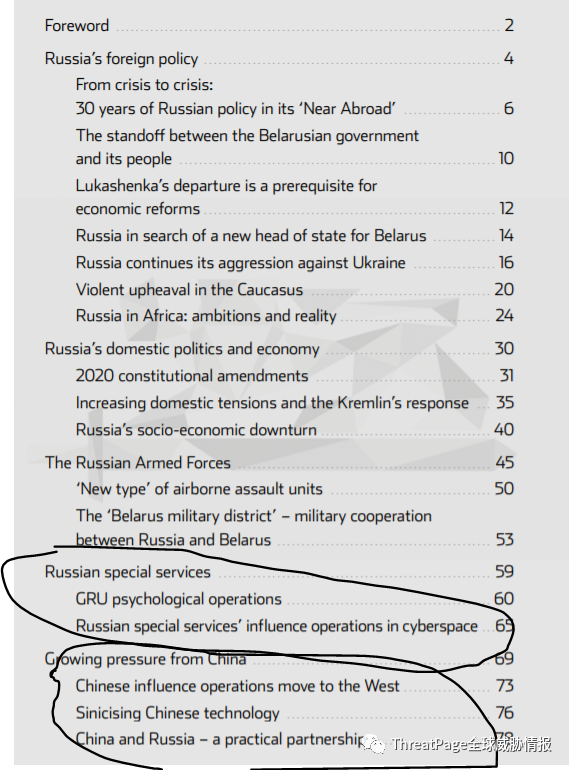 Foreword 2
Russia's foreign policy 4
From crisis to crisis:
30 years of Russian policy in its 'Near Abroad' 6
The standoff between the Belarusian government
and its people 10
Lukashenka's departure is a prerequisite for
economic reforms 12
Russia in search of a new head of state for Belarus 14
Russia continues its aggression against Ukraine 16
Violent upheaval in the Caucasus 20
Russia in Africa: ambitions and reality 24
Russia's domestic politics and economy 30
2020 constitutional amendments 31
Increasing domestic tensions and the Kremlin's response 35
Russia's socio-economic downturn 40
The Russian Armed Forces 45
'New type' of airborne assault units 50
The 'Belarus military district' – military cooperation
between Russia and Belarus 53
Russian special services 59
GRU psychological operations 60
Russian special services' influence operations in cyberspace 65
Growing pressure from China 69
Chinese influence operations move to the West 73
Sinicising Chinese technology 76
China and Russia – a practical partnership 78
ThreatPage全球威胁情报